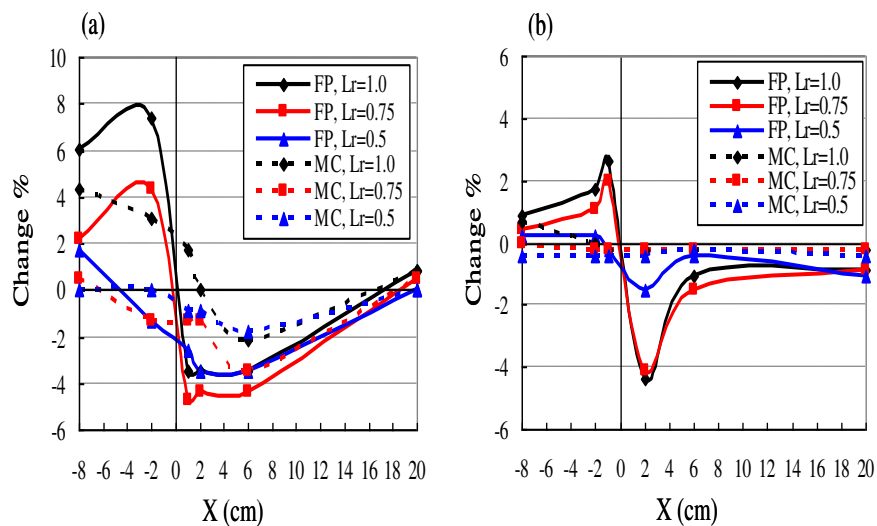 (a)
10
8
6
4
2
0
-2
-4
-6
Change %
FP, Lr=1.0
FP, Lr=0.75
FP, Lr=0.5
MC, Lr=1.0
MC, Lr=0.75
MC, Lr=0.5
-8 -6 -4 -2 0 2 4 6 8 10 12 14 16 18 20
X (cm)
(b)
6
4
2
0
-2
-4
-6
Change %
FP, Lr=1.0
FP, Lr=0.75
FP, Lr=0.5
MC, Lr=1.0
MC, Lr=0.75
MC, Lr=0.5
-8 -6 -4 -2 0 2 4 6 8 10 12 14 16 18 20
X (cm)